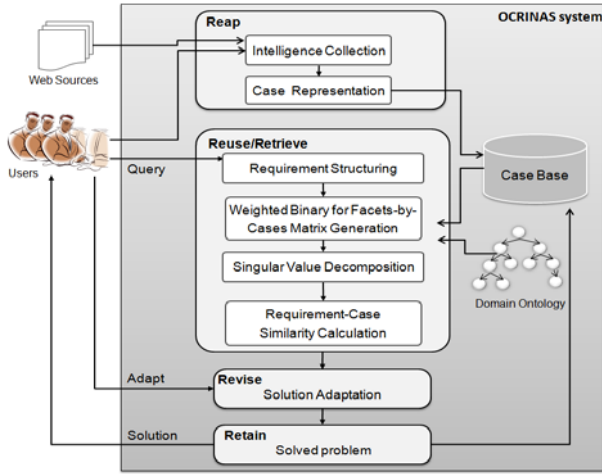 OCRINAS system
Reap
Intelligence Collection
Case Representation
Web Sources
Users
Query
Reuse/Retrieve
Requirement Structuring
Weighted Binary for Facets-by-
Cases Matrix Generation
Singular Value Decomposition
Requirement-Case
Similarity Calculation
Case Base
Domain Ontology
Adapt
Revise
Solution Adaptation
Solution
Retain
Solved problem